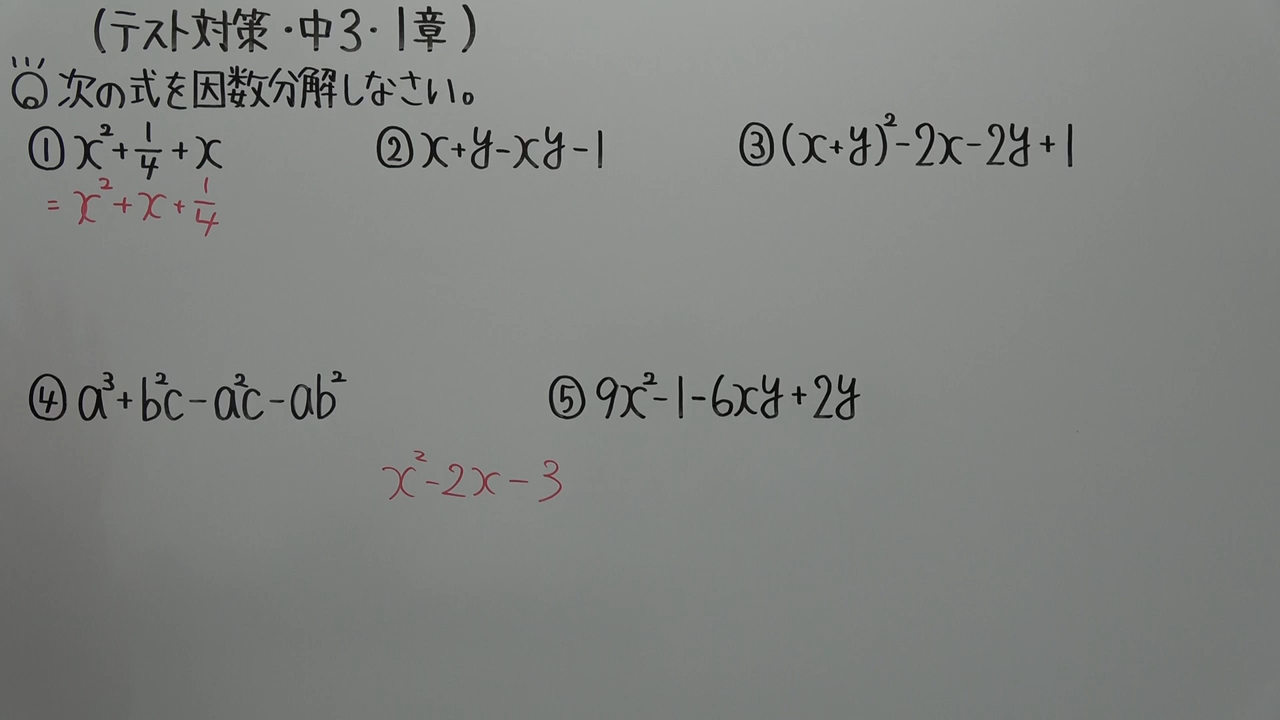 (テスト対策・中3・1章)
Q 次の式を因数分解しなさい。
① x² + 1/4 + x
② x+y-xy-1
③ (x+y)²-2x-2y+1
= x² + x + 1/4
④ a³+b²c-a²c-ab²
⑤ 9x²-1-6xy+2y
x²-2x-3